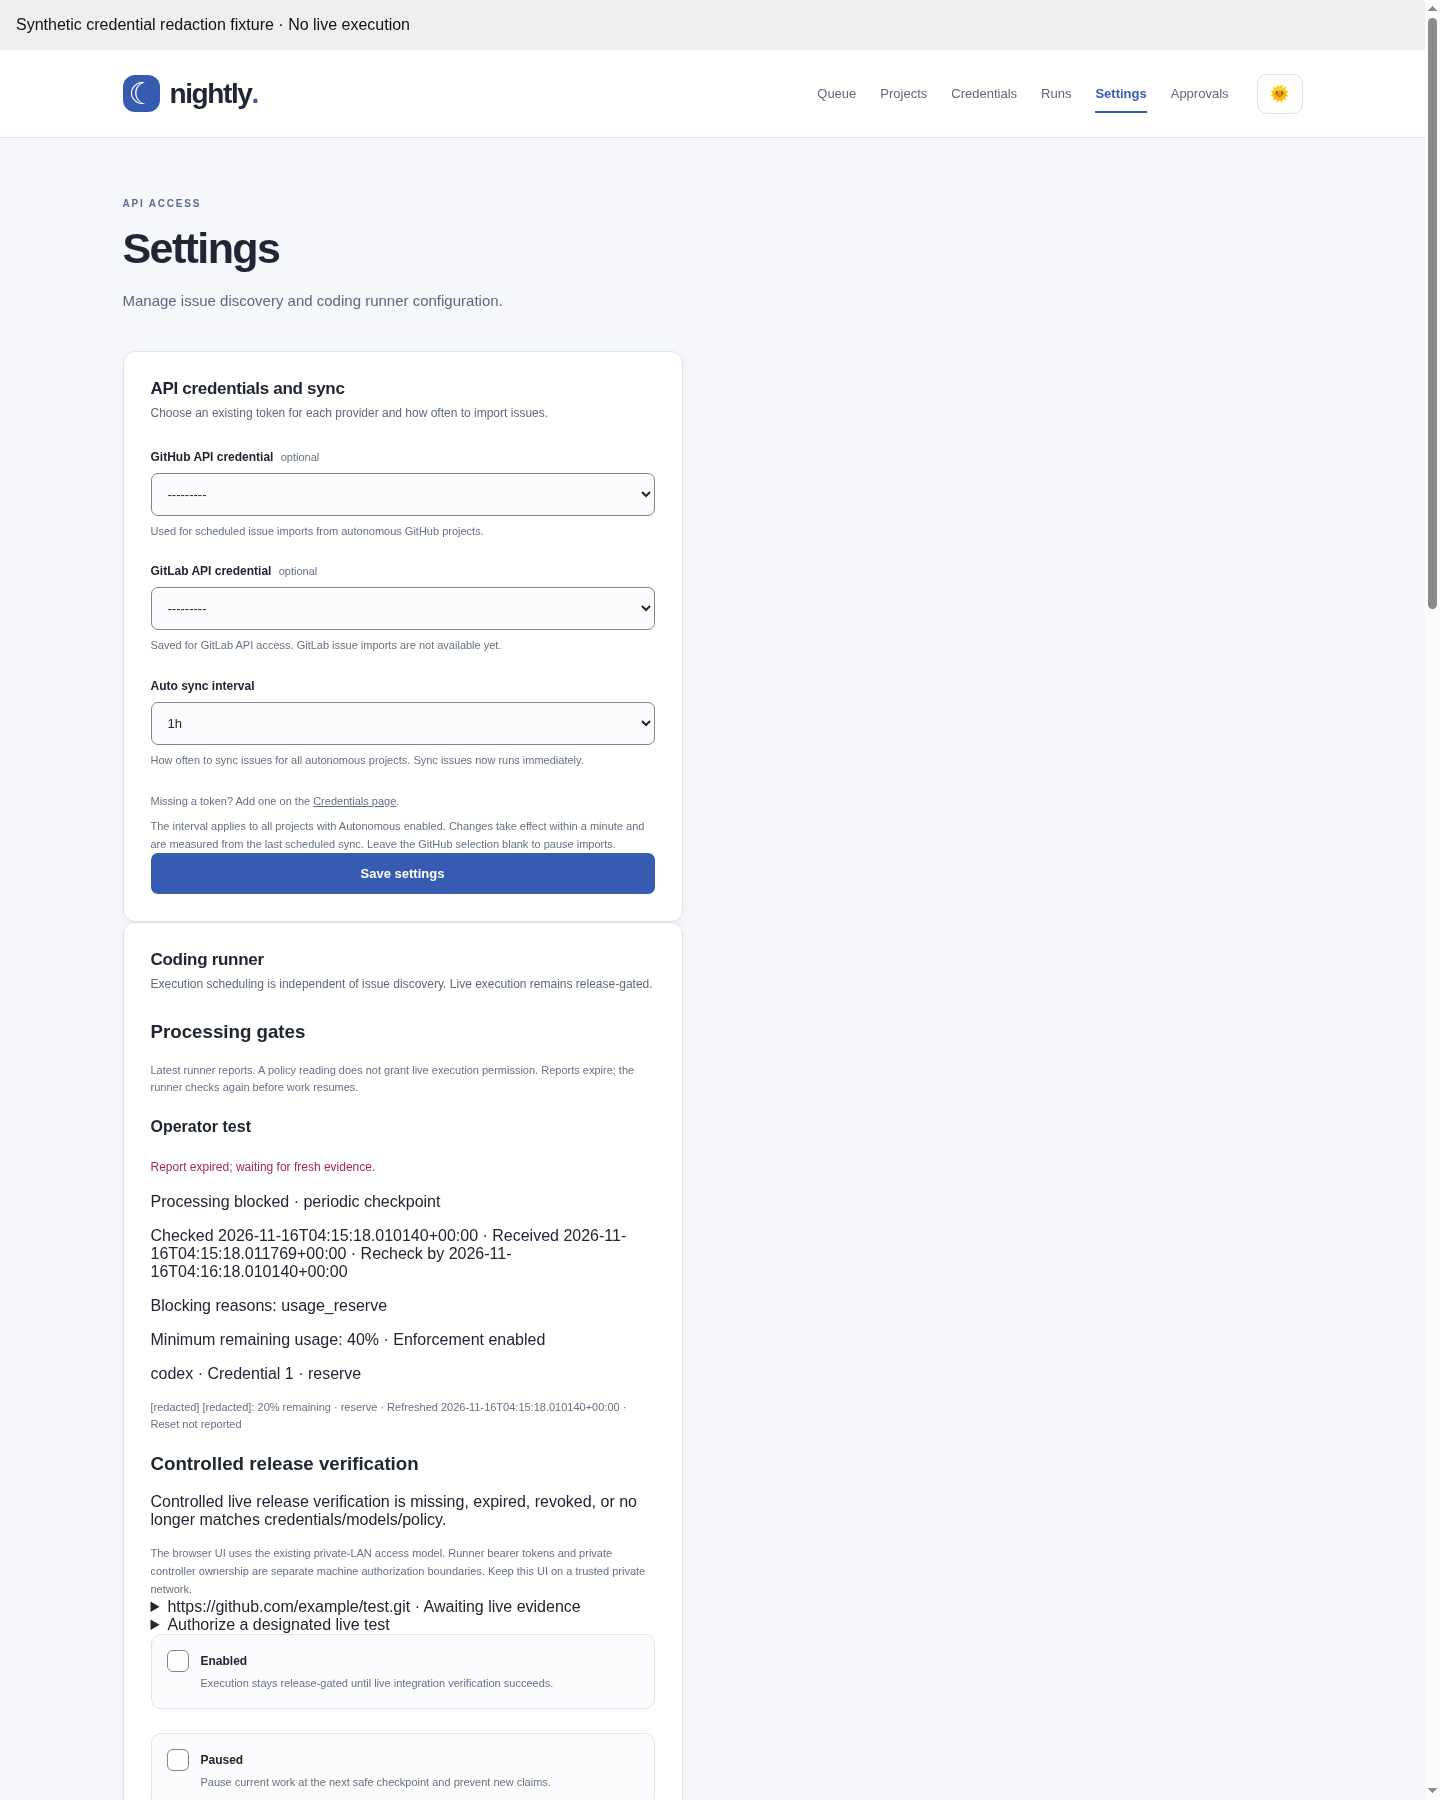 Synthetic credential redaction fixture · No live execution
nightly.
Queue Projects Credentials Runs Settings Approvals
API ACCESS
Settings
Manage issue discovery and coding runner configuration.
API credentials and sync
Choose an existing token for each provider and how often to import issues.
GitHub API credential optional
---------
Used for scheduled issue imports from autonomous GitHub projects.
GitLab API credential optional
---------
Saved for GitLab API access. GitLab issue imports are not available yet.
Auto sync interval
1h
How often to sync issues for all autonomous projects. Sync issues now runs immediately.
Missing a token? Add one on the Credentials page.
The interval applies to all projects with Autonomous enabled. Changes take effect within a minute and
are measured from the last scheduled sync. Leave the GitHub selection blank to pause imports.
Save settings
Coding runner
Execution scheduling is independent of issue discovery. Live execution remains release-gated.
Processing gates
Latest runner reports. A policy reading does not grant live execution permission. Reports expire; the
runner checks again before work resumes.
Operator test
Report expired; waiting for fresh evidence.
Processing blocked · periodic checkpoint
Checked 2026-11-16T04:15:18.010140+00:00 · Received 2026-11-
16T04:15:18.011769+00:00 · Recheck by 2026-11-
16T04:16:18.010140+00:00
Blocking reasons: usage_reserve
Minimum remaining usage: 40% · Enforcement enabled
codex · Credential 1 · reserve
[redacted] [redacted]: 20% remaining · reserve · Refreshed 2026-11-16T04:15:18.010140+00:00 ·
Reset not reported
Controlled release verification
Controlled live release verification is missing, expired, revoked, or no
longer matches credentials/models/policy.
The browser UI uses the existing private-LAN access model. Runner bearer tokens and private
controller ownership are separate machine authorization boundaries. Keep this UI on a trusted private
network.
https://github.com/example/test.git · Awaiting live evidence
Authorize a designated live test
Enabled
Execution stays release-gated until live integration verification succeeds.
Paused
Pause current work at the next safe checkpoint and prevent new claims.